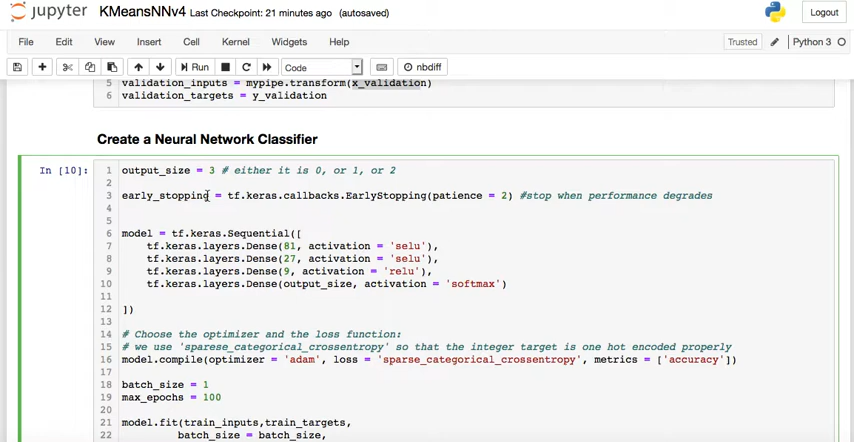 jupyter KMeansNNv4 Last Checkpoint: 21 minutes ago (autosaved) Logout
File Edit View Insert Cell Kernel Widgets Help Trusted Python 3
Run Code nbdiff
5 validation_inputs = mypipe.transform(x_validation)
6 validation_targets = y_validation
Create a Neural Network Classifier
In [10]: 1 output_size = 3 # either it is 0, or 1, or 2
2
3 early_stopping = tf.keras.callbacks.EarlyStopping(patience = 2) #stop when performance degrades
4
5
6 model = tf.keras.Sequential([
7 tf.keras.layers.Dense(81, activation = 'selu'),
8 tf.keras.layers.Dense(27, activation = 'selu'),
9 tf.keras.layers.Dense(9, activation = 'relu'),
10 tf.keras.layers.Dense(output_size, activation = 'softmax')
11
12 ])
13
14 # Choose the optimizer and the loss function:
15 # we use 'sparese_categorical_crossentropy' so that the integer target is one hot encoded properly
16 model.compile(optimizer = 'adam', loss = 'sparse_categorical_crossentropy', metrics = ['accuracy'])
17
18 batch_size = 1
19 max_epochs = 100
20
21 model.fit(train_inputs,train_targets,
22 batch_size = batch_size,